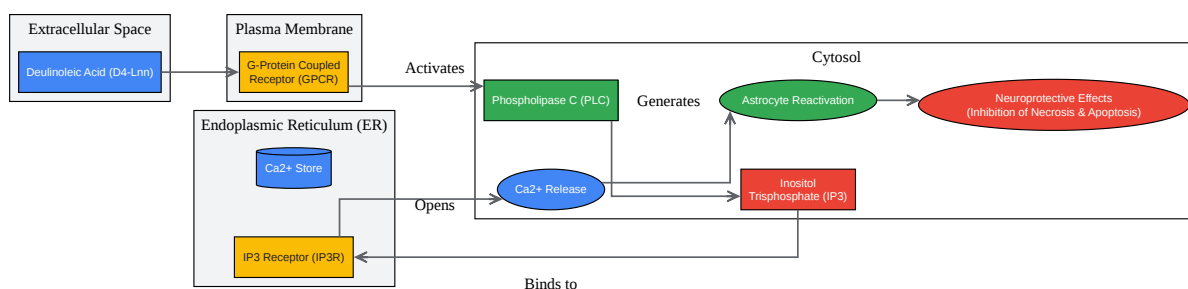 Extracellular Space
Deulinoleic Acid (D4-Lnn)
Plasma Membrane
G-Protein Coupled
Receptor (GPCR)
Activates
Cytosol
Phospholipase C (PLC)
Generates
Astrocyte Reactivation
Neuroprotective Effects
(Inhibition of Necrosis & Apoptosis)
Endoplasmic Reticulum (ER)
Ca2+ Store
Ca2+ Release
Inositol
Trisphosphate (IP3)
Opens
IP3 Receptor (IP3R)
Binds to